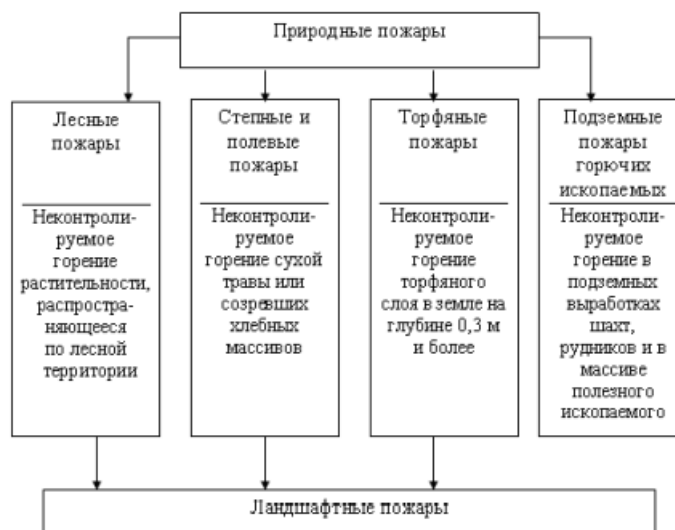 Природные пожары
Лесные
пожары
Неконтроли-
руемое
горение
растительности,
распростра-
няющееся
по лесной
территории
Степные и
полевые
пожары
Неконтроли-
руемое
горение сухой
травы или
созревших
хлебных
массивов
Торфяные
пожары
Неконтроли-
руемое
горение
торфяного
слоя в земле на
глубине 0,3 м
и более
Подземные
пожары
горючих
ископаемых
Неконтроли-
руемое
горение в
подземных
выработках
шахт,
рудников и в
массиве
полезного
ископаемого
Ландшафтные пожары